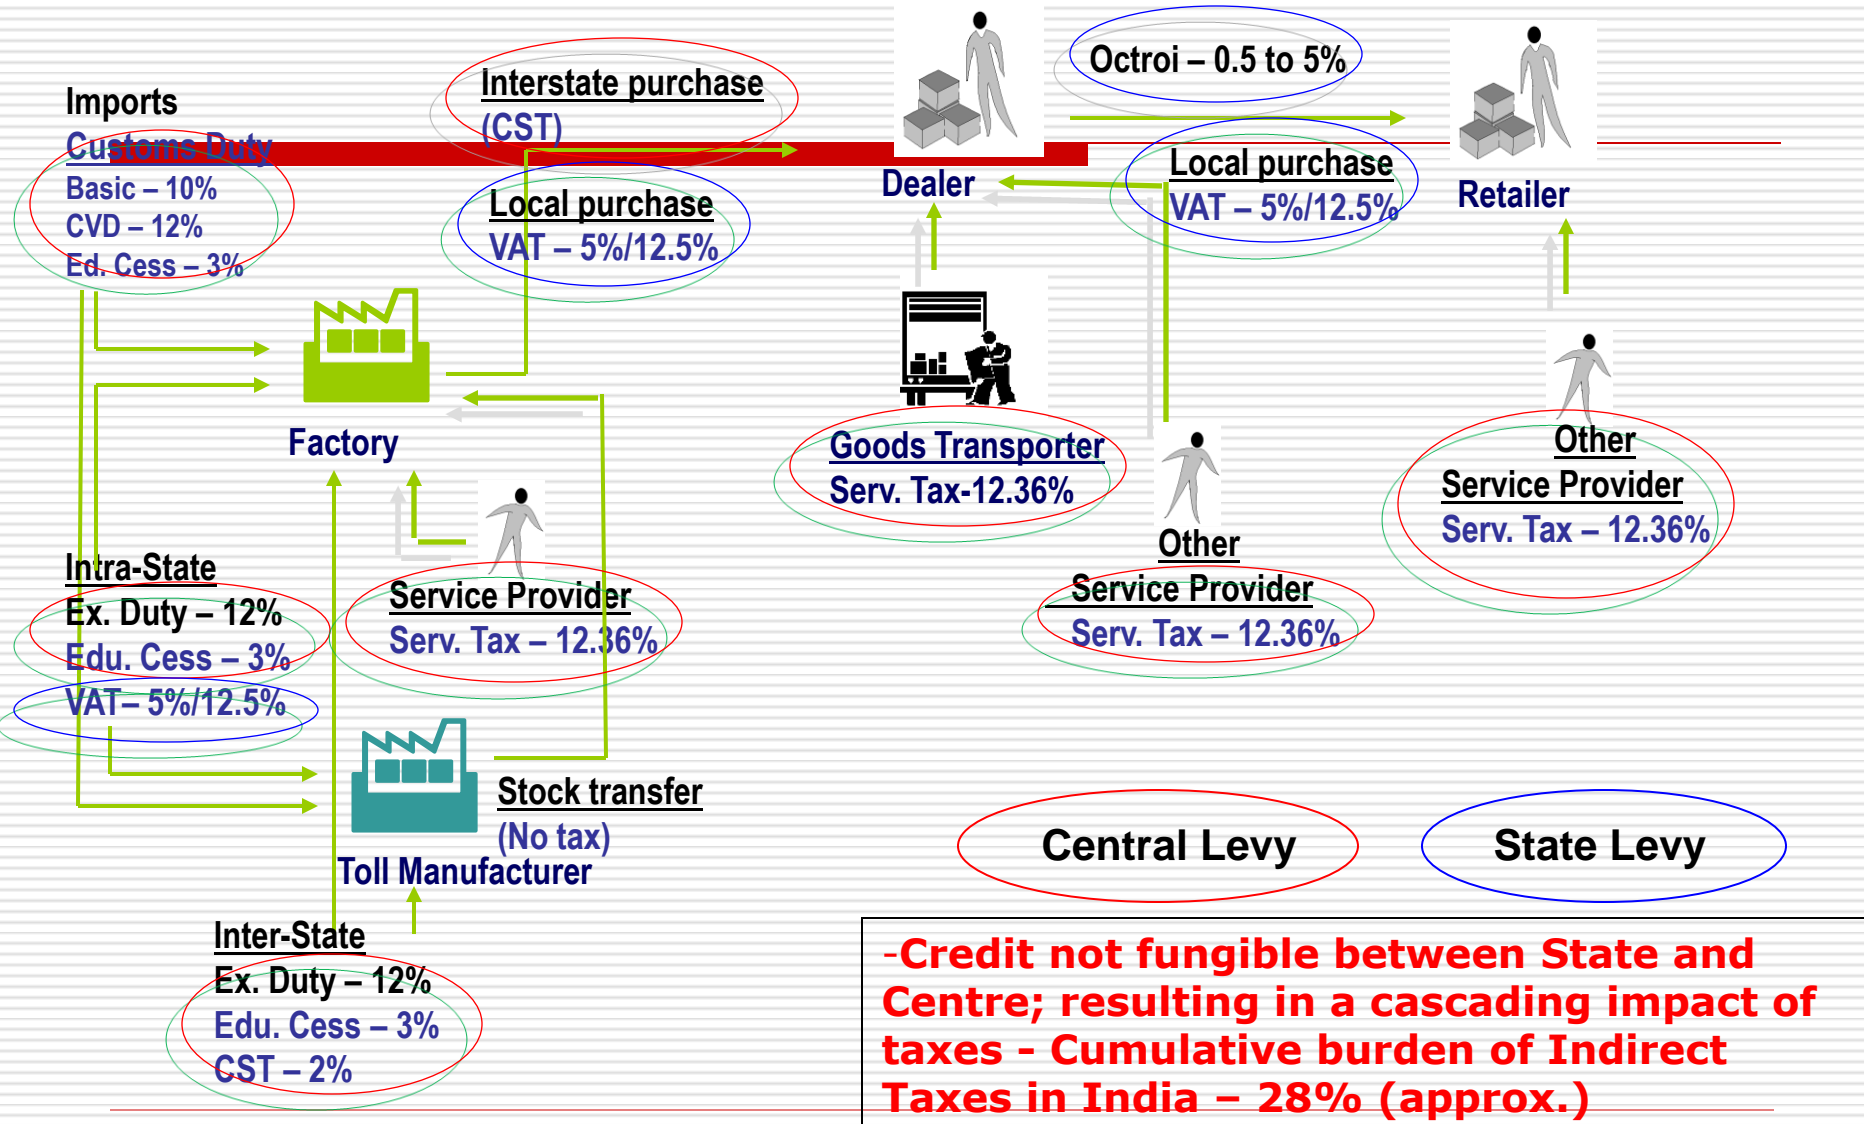 Imports
Customs Duty
Basic – 10%
CVD – 12%
Ed. Cess – 3%
Interstate purchase
(CST)
Local purchase
VAT – 5%/12.5%
Dealer
Octroi – 0.5 to 5%
Local purchase
VAT – 5%/12.5%
Retailer
Factory
Goods Transporter
Serv. Tax-12.36%
Other
Service Provider
Serv. Tax – 12.36%
Other
Service Provider
Serv. Tax – 12.36%
Intra-State
Ex. Duty – 12%
Edu. Cess – 3%
VAT– 5%/12.5%
Service Provider
Serv. Tax – 12.36%
Stock transfer
(No tax)
Toll Manufacturer
Inter-State
Ex. Duty – 12%
Edu. Cess – 3%
CST – 2%
Central Levy
State Levy
-Credit not fungible between State and
Centre; resulting in a cascading impact of
taxes - Cumulative burden of Indirect
Taxes in India – 28% (approx.)